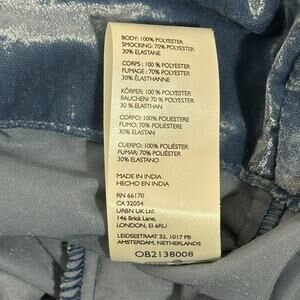 BODY: 100% POLYESTER
SMOCKING: 70% POLYESTER
30% ELASTANE
CORPS : 100 % POLYESTER
FUMAGE : 70 % POLYESTER
30 % ÉLASTHANNE
KÖRPER: 100 % POLYESTER
RAUCHEN: 70 % POLYESTER
30 % ELASTHAN
CORPO: 100% POLIESTERE
FUMO: 70% POLIESTERE
30% ELASTAN
CUERPO: 100% POLIÉSTER
FUMAR: 70% POLIÉSTER
30% ELASTANO
MADE IN INDIA
HECHO EN INDIA
RN 66170
CA 32054
URBN UK Ltd.
146 Brick Lane,
LONDON, E1 6RU
LEIDSESTRAAT 32, 1017 PB
AMSTERDAM, NETHERLANDS
OB2138008